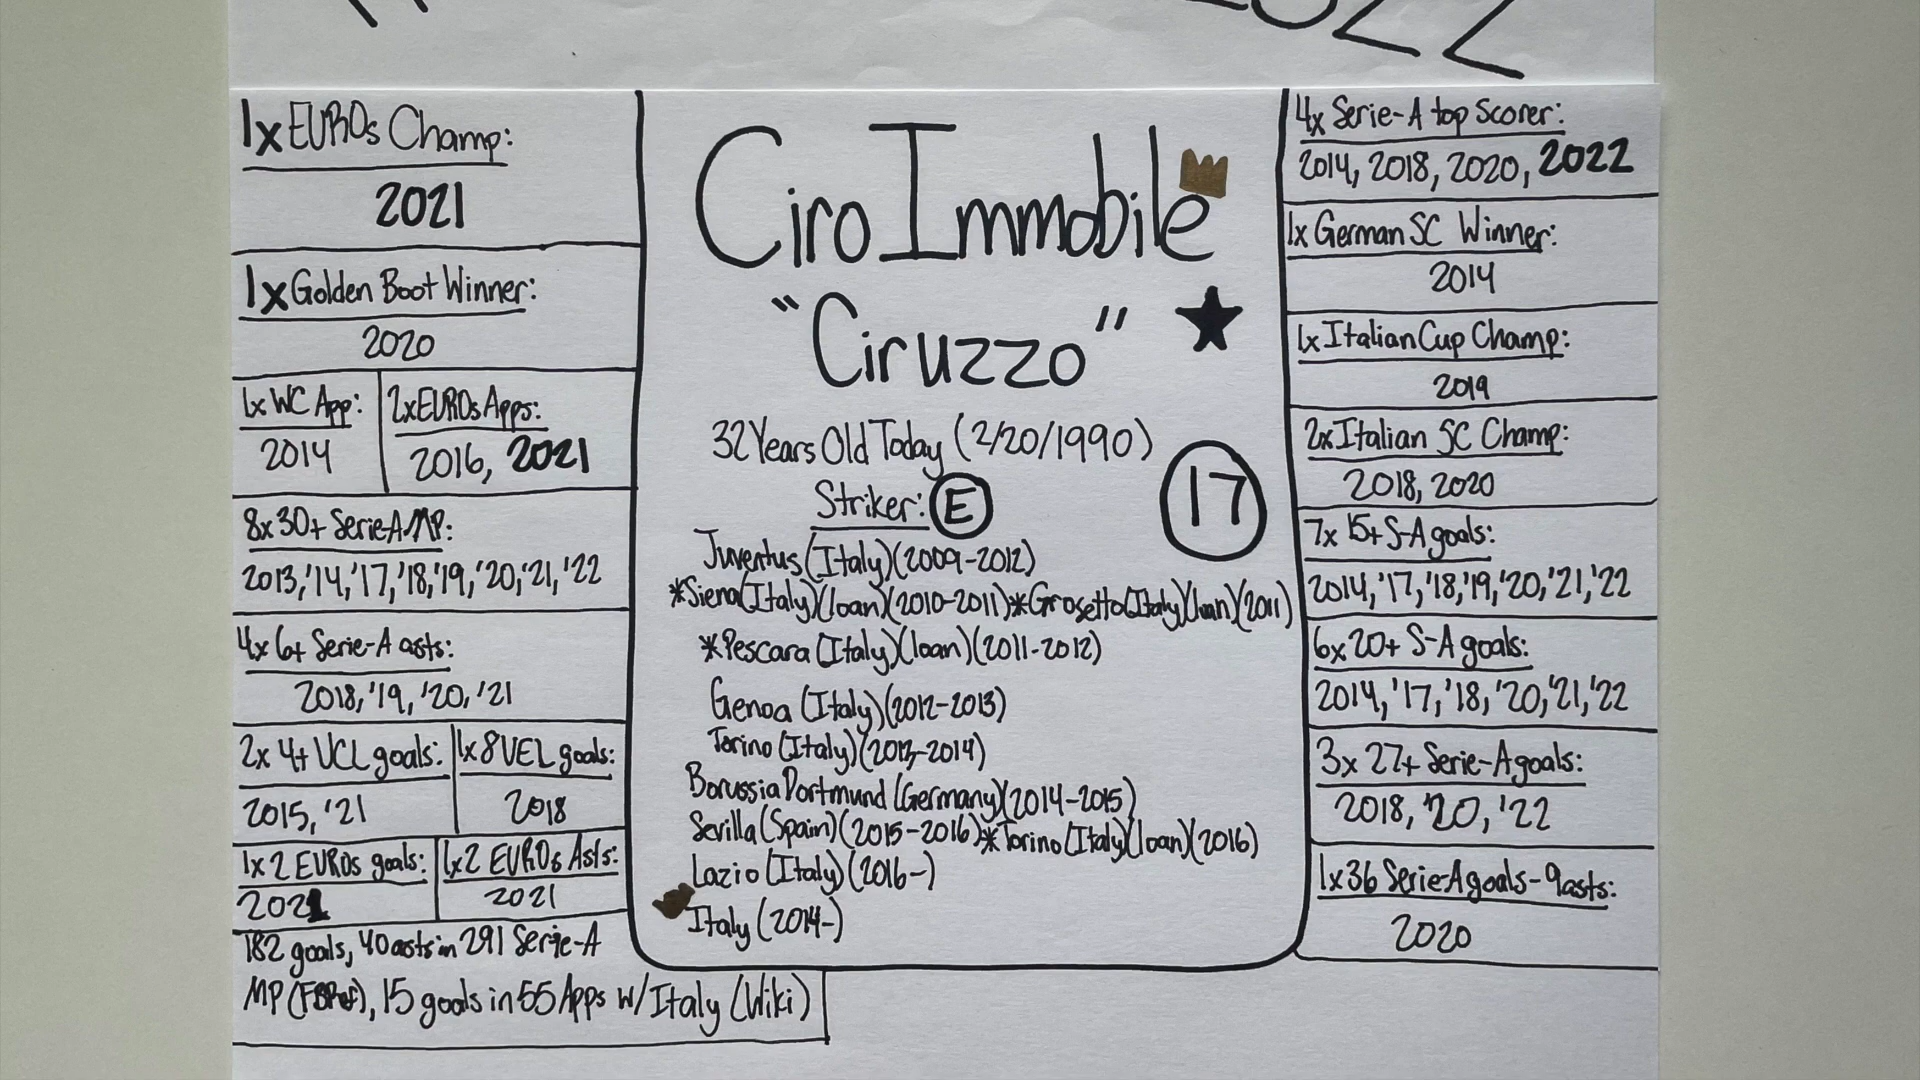 2022
1x EUROs Champ:
2021
1x Golden Boot Winner:
2020
1x WC App:
2014
2x EUROs Apps:
2016, 2021
8x 30+ Serie-A MP:
2013, '14, '17, '18, '19, '20, '21, '22
4x 6+ Serie-A asts:
2018, '19, '20, '21
2x 4+ UCL goals:
2015, '21
1x 8 VEL goals:
2018
1x 2 EUROs goals:
2021
1x 2 EUROs Asts:
2021
182 goals, 40 asts in 291 Serie-A
MP (FBRef), 15 goals in 55 Apps w/ Italy (Wiki)
Ciro Immobile
"Ciruzzo"
32 Years Old Today (2/20/1990)
Striker: E
17
Juventus (Italy) (2009-2012)
*Siena (Italy) (loan) (2010-2011) *Grosetto (Italy) (loan) (2011)
*Pescara (Italy) (loan) (2011-2012)
Genoa (Italy) (2012-2013)
Torino (Italy) (2013-2014)
Borussia Dortmund (Germany) (2014-2015)
Sevilla (Spain) (2015-2016) *Torino (Italy) (loan) (2016)
Lazio (Italy) (2016-)
Italy (2014-)
4x Serie-A top scorer:
2014, 2018, 2020, 2022
1x German SC Winner:
2014
1x Italian Cup Champ:
2019
2x Italian SC Champ:
2018, 2020
7x 15+ S-A goals:
2014, '17, '18, '19, '20, '21, '22
6x 20+ S-A goals:
2014, '17, '18, '20, '21, '22
3x 27+ Serie-A goals:
2018, '20, '22
1x 36 Serie-A goals - 9 asts:
2020